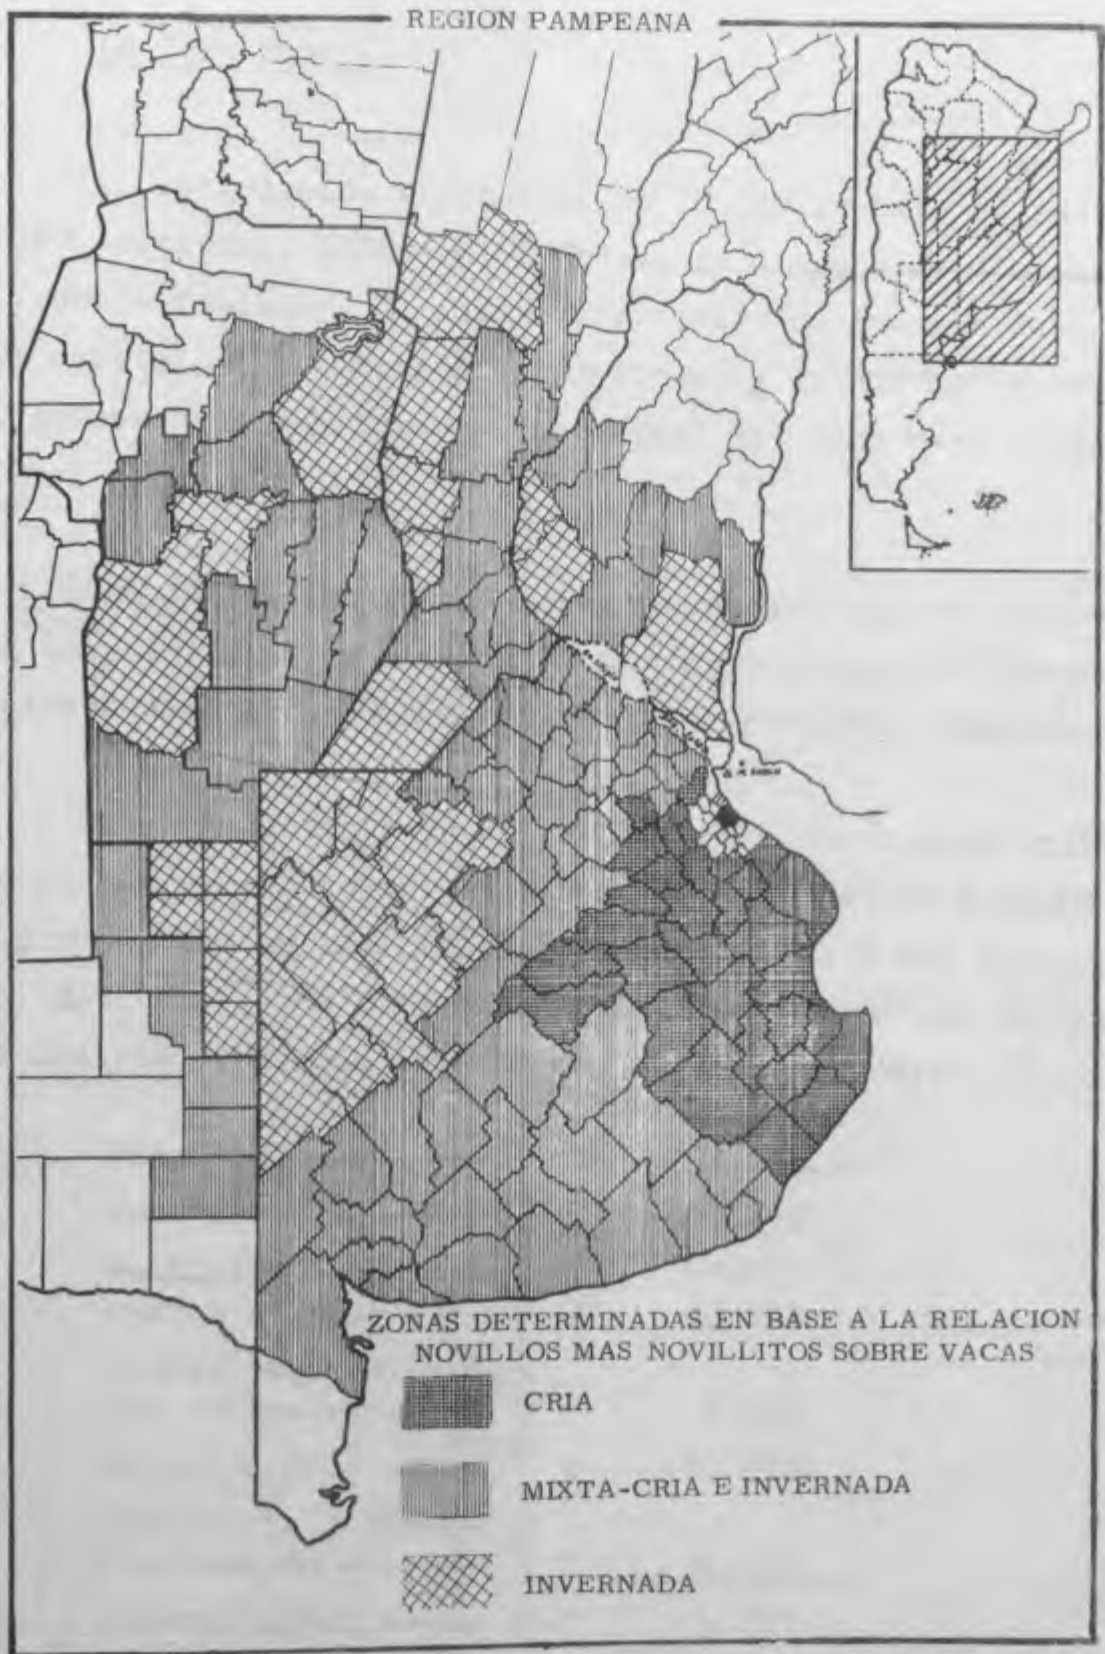 REGION PAMPEANA
ZONAS DETERMINADAS EN BASE A LA RELACION
NOVILLOS MAS NOVILLITOS SOBRE VACAS
CRIA
MIXTA-CRIA E INVERNADA
INVERNADA